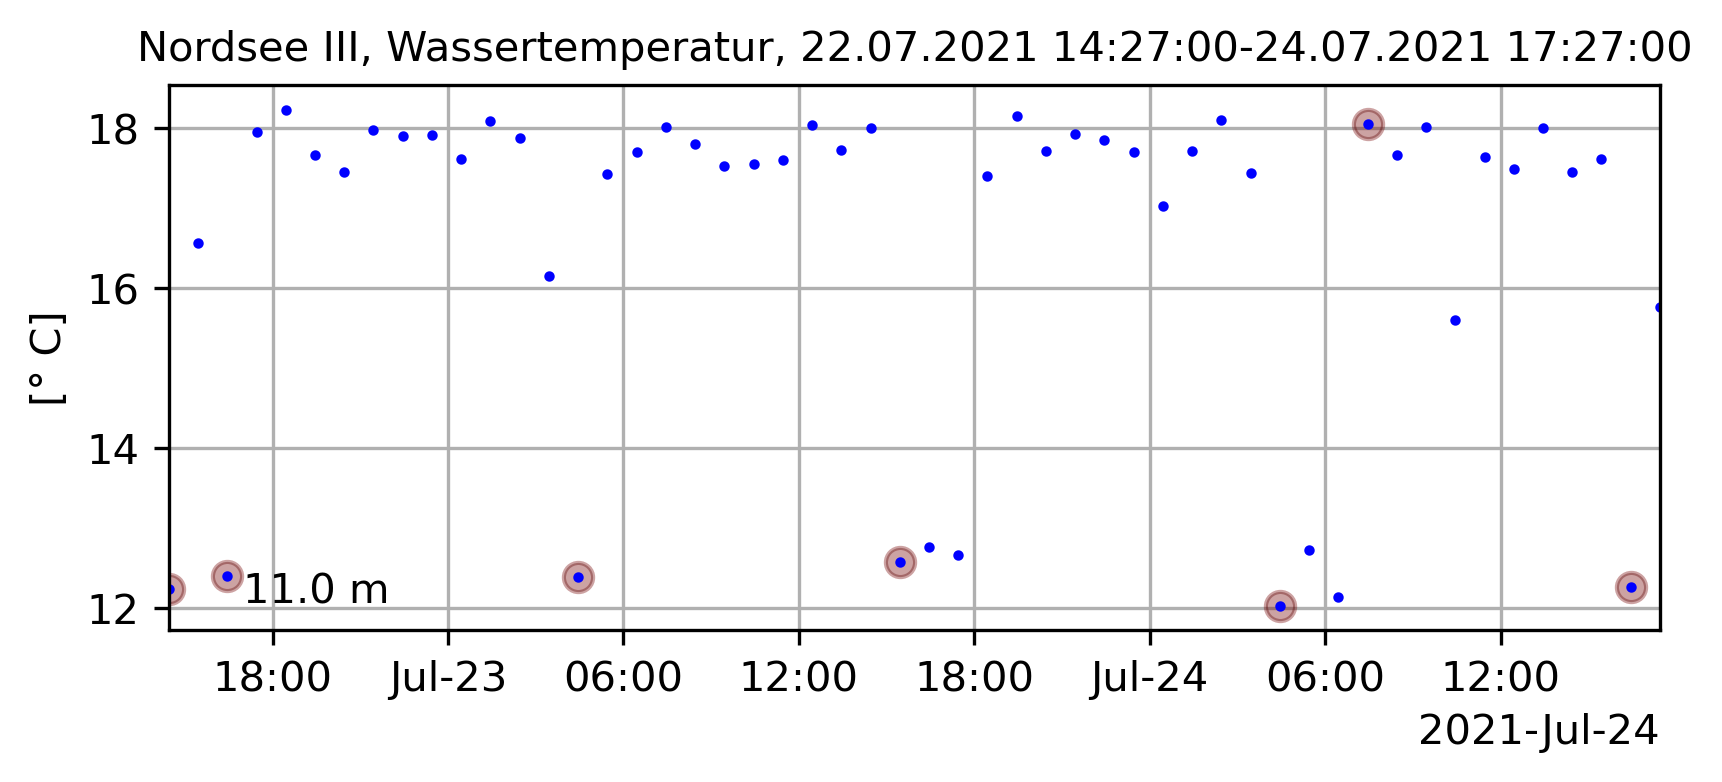 Nordsee III, Wassertemperatur, 22.07.2021 14:27:00-24.07.2021 17:27:00
18
16
14
12
[° C]
11.0 m
18:00 Jul-23 06:00 12:00 18:00 Jul-24 06:00 12:00
2021-Jul-24